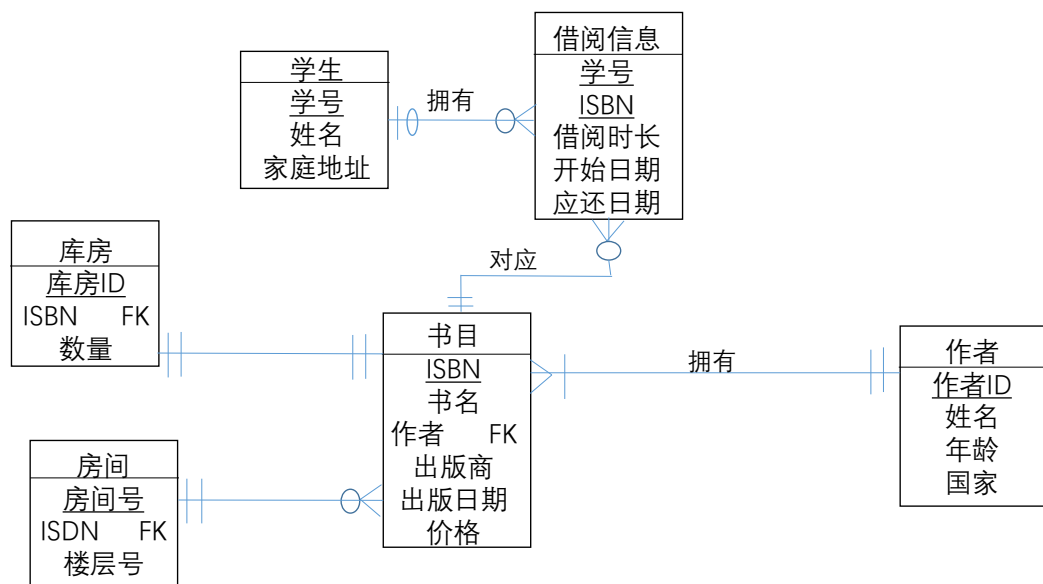 借阅信息
学号
ISBN
借阅时长
开始日期
应还日期
学生
学号
姓名
家庭地址
拥有
对应
库房
库房ID
ISBN FK
数量
书目
ISBN
书名
作者 FK
出版商
出版日期
价格
拥有
作者
作者ID
姓名
年龄
国家
房间
房间号
ISDN FK
楼层号